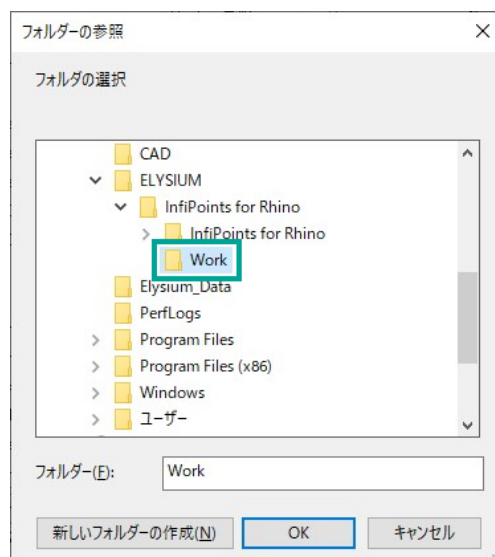 フォルダーの参照
フォルダの選択
CAD
ELYSIUM
InfiPoints for Rhino
InfiPoints for Rhino
Work
Elysium_Data
PerfLogs
Program Files
Program Files (x86)
Windows
ユーザー
フォルダー(F): Work
新しいフォルダーの作成(N) OK キャンセル